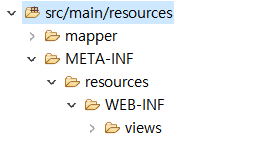 src/main/resources
mapper
META-INF
resources
WEB-INF
views